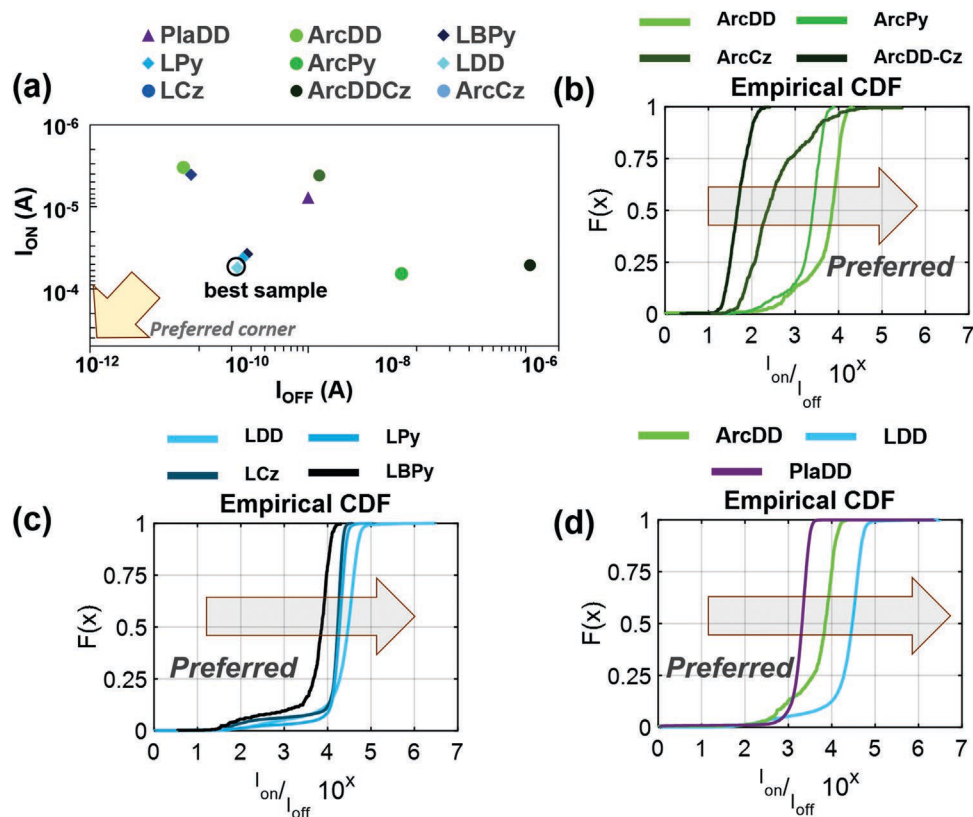 (a)
PlaDD ArcDD LBPy
LPy ArcPy LDD
LCz ArcDDCz ArcCz
10-6
10-5
10-4
I_ON (A)
best sample
Preferred corner
10-12 10-10 10-8 10-6
I_OFF (A)
(b)
ArcDD ArcPy
ArcCz ArcDD-Cz
Empirical CDF
1
0.75
0.5
0.25
0
F(x)
Preferred
0 1 2 3 4 5 6 7
I_on/I_off 10^x
(c)
LDD LPy
LCz LBPy
Empirical CDF
1
0.75
0.5
0.25
0
F(x)
Preferred
0 1 2 3 4 5 6 7
I_on/I_off 10^x
(d)
ArcDD LDD
PlaDD
Empirical CDF
1
0.75
0.5
0.25
0
F(x)
Preferred
0 1 2 3 4 5 6 7
I_on/I_off 10^x